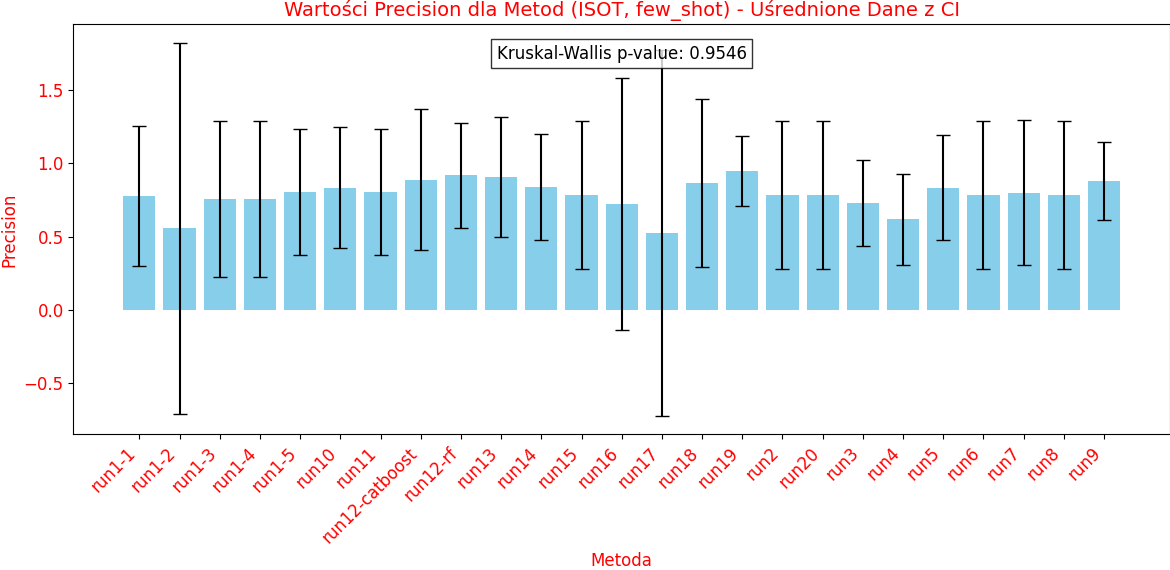 Wartości Precision dla Metod (ISOT, few_shot) - Uśrednione Dane z CI
Kruskal-Wallis p-value: 0.9546
Precision
1.5
1.0
0.5
0.0
−0.5
run1-1
run1-2
run1-3
run1-4
run1-5
run10
run11
run12-catboost
run12-rf
run13
run14
run15
run16
run17
run18
run19
run2
run20
run3
run4
run5
run6
run7
run8
run9
Metoda